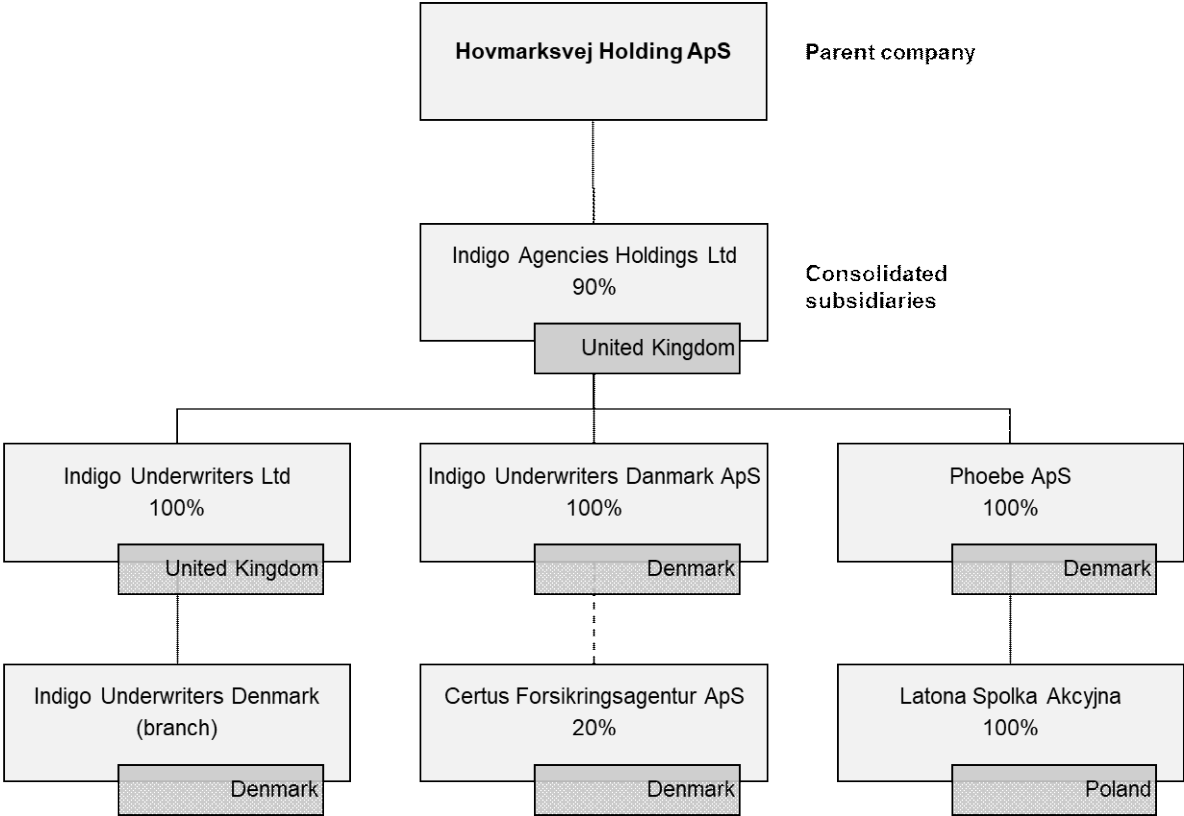 Hovmarksvej Holding ApS
Parent company
Indigo Agencies Holdings Ltd
90%
Consolidated
subsidiaries
United Kingdom
Indigo Underwriters Ltd
100%
United Kingdom
Indigo Underwriters Danmark ApS
100%
Denmark
Phoebe ApS
100%
Denmark
Indigo Underwriters Denmark
(branch)
Denmark
Certus Forsikringsagentur ApS
20%
Denmark
Latona Spolka Akcyjna
100%
Poland